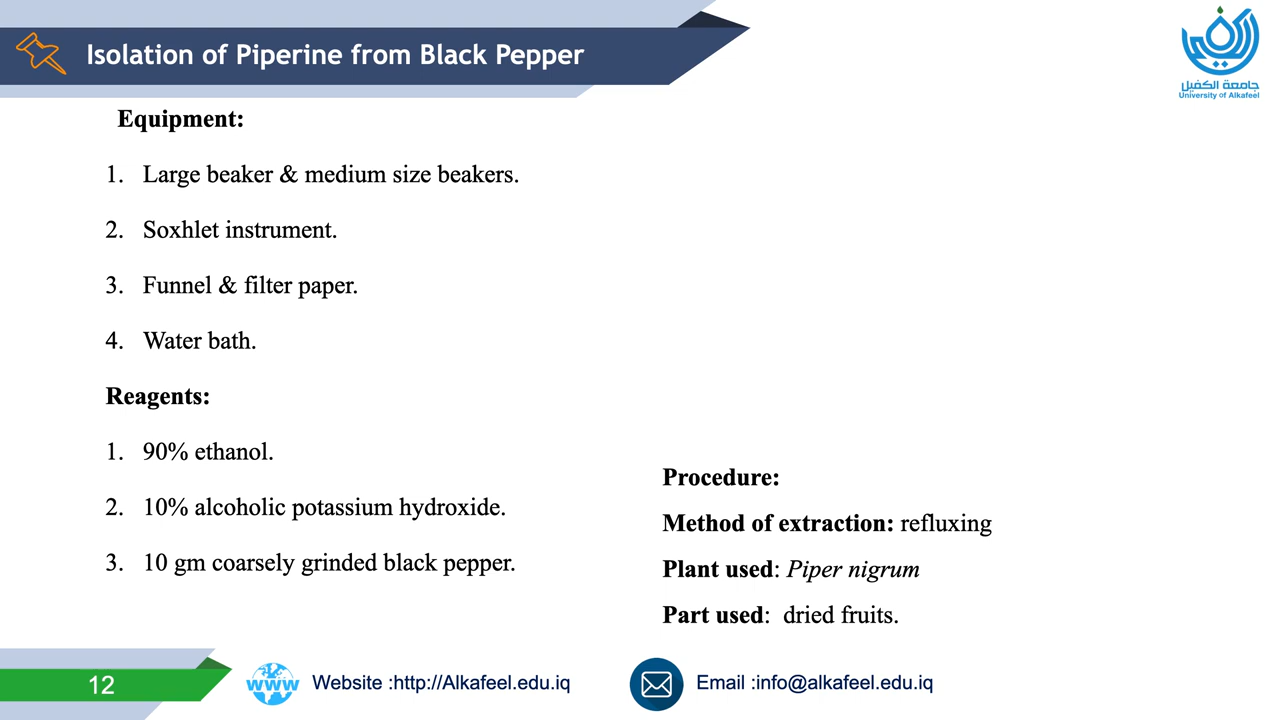 Isolation of Piperine from Black Pepper
جامعة الكفيل
University of Alkafeel
Equipment:
1. Large beaker & medium size beakers.
2. Soxhlet instrument.
3. Funnel & filter paper.
4. Water bath.
Reagents:
1. 90% ethanol.
2. 10% alcoholic potassium hydroxide.
3. 10 gm coarsely grinded black pepper.
Procedure:
Method of extraction: refluxing
Plant used: Piper nigrum
Part used: dried fruits.
12
WWW
Website :http://Alkafeel.edu.iq
Email :info@alkafeel.edu.iq